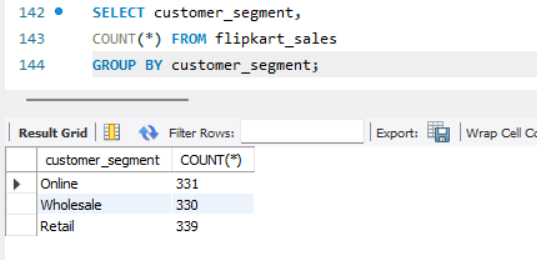 142 SELECT customer_segment,
143 COUNT(*) FROM flipkart_sales
144 GROUP BY customer_segment;
Result Grid Filter Rows: Export: Wrap Cell
customer_segment COUNT(*)
Online 331
Wholesale 330
Retail 339